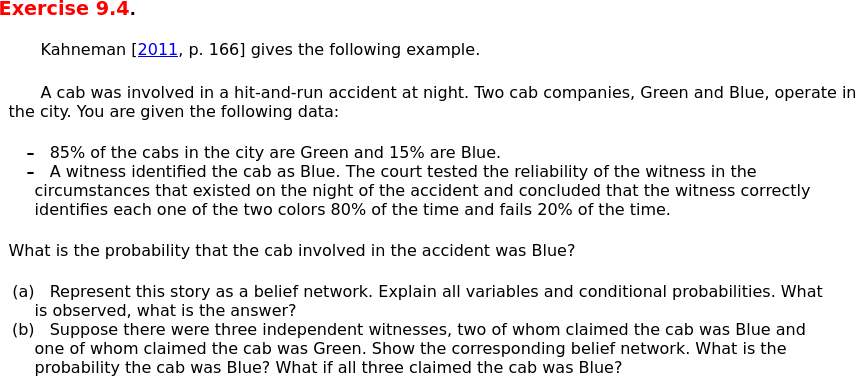 Exercise 9.4.
Kahneman [2011, p. 166] gives the following example.
A cab was involved in a hit-and-run accident at night. Two cab companies, Green and Blue, operate in
the city. You are given the following data:
– 85% of the cabs in the city are Green and 15% are Blue.
– A witness identified the cab as Blue. The court tested the reliability of the witness in the
circumstances that existed on the night of the accident and concluded that the witness correctly
identifies each one of the two colors 80% of the time and fails 20% of the time.
What is the probability that the cab involved in the accident was Blue?
(a) Represent this story as a belief network. Explain all variables and conditional probabilities. What
is observed, what is the answer?
(b) Suppose there were three independent witnesses, two of whom claimed the cab was Blue and
one of whom claimed the cab was Green. Show the corresponding belief network. What is the
probability the cab was Blue? What if all three claimed the cab was Blue?